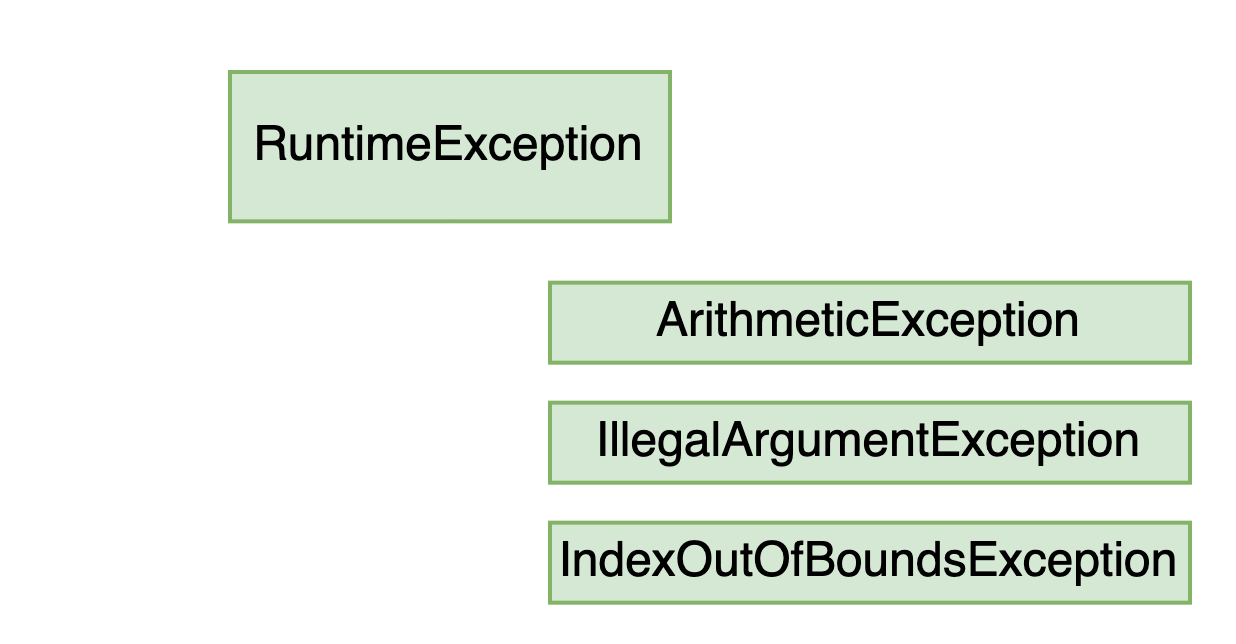 RuntimeException
ArithmeticException
IllegalArgumentException
IndexOutOfBoundsException